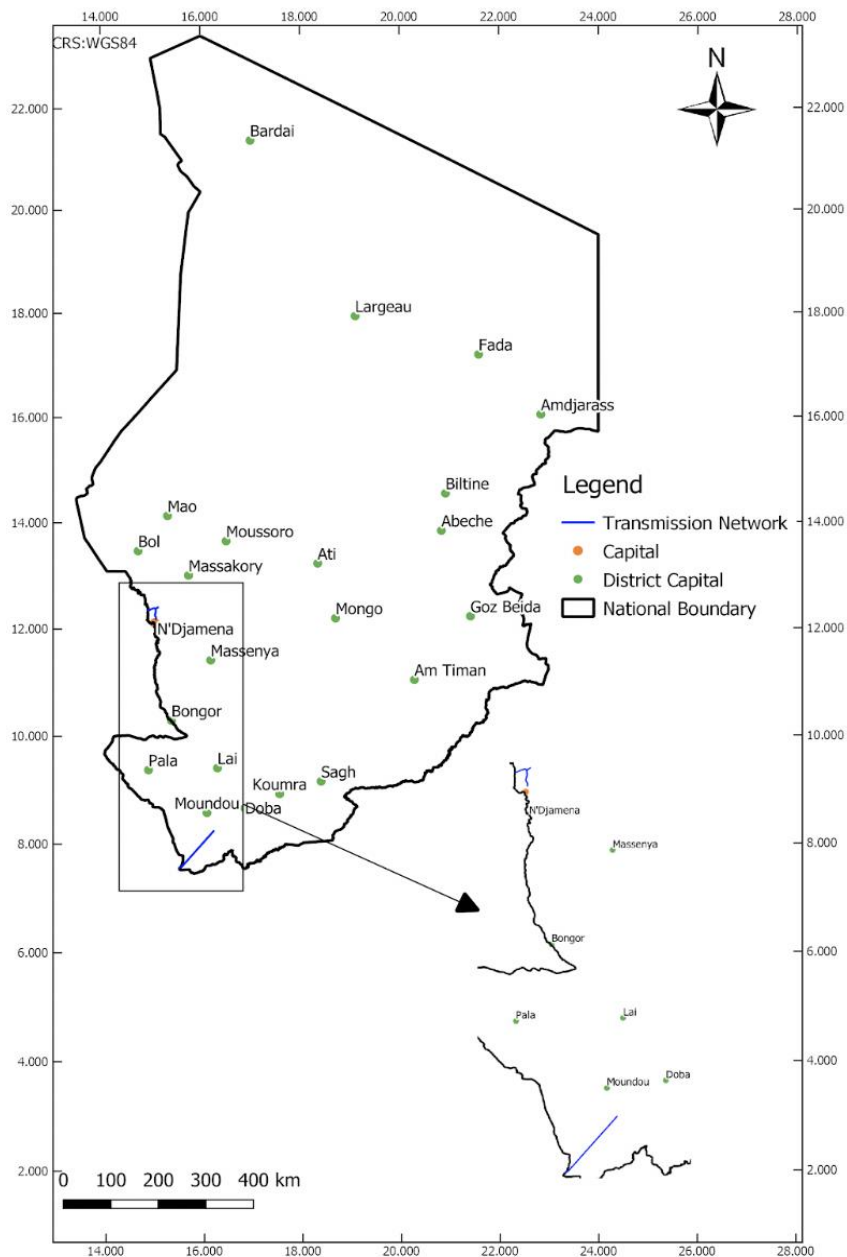 14.000 16.000 18.000 20.000 22.000 24.000 26.000 28.000
CRS:WGS84
N
22.000 22.000
Bardai
20.000 20.000
18.000 18.000
Largeau
Fada
Amdjarass
16.000 16.000
Biltine
Legend
Mao
Transmission Network
14.000 14.000
Abeche
Moussoro
Bol
Capital
Ati
Massakory
District Capital
Mongo
Goz Beida
National Boundary
12.000 12.000
N'Djamena
Massenya
Am Timan
Bongor
10.000 10.000
Pala
Lai
Sagh
Koumra
Moundou
Doba
N'Djamena
8.000 8.000
Massenya
Bongor
6.000 6.000
Pala
Lai
4.000 4.000
Doba
Moundou
2.000 2.000
0 100 200 300 400 km
14.000 16.000 18.000 20.000 22.000 24.000 26.000 28.000